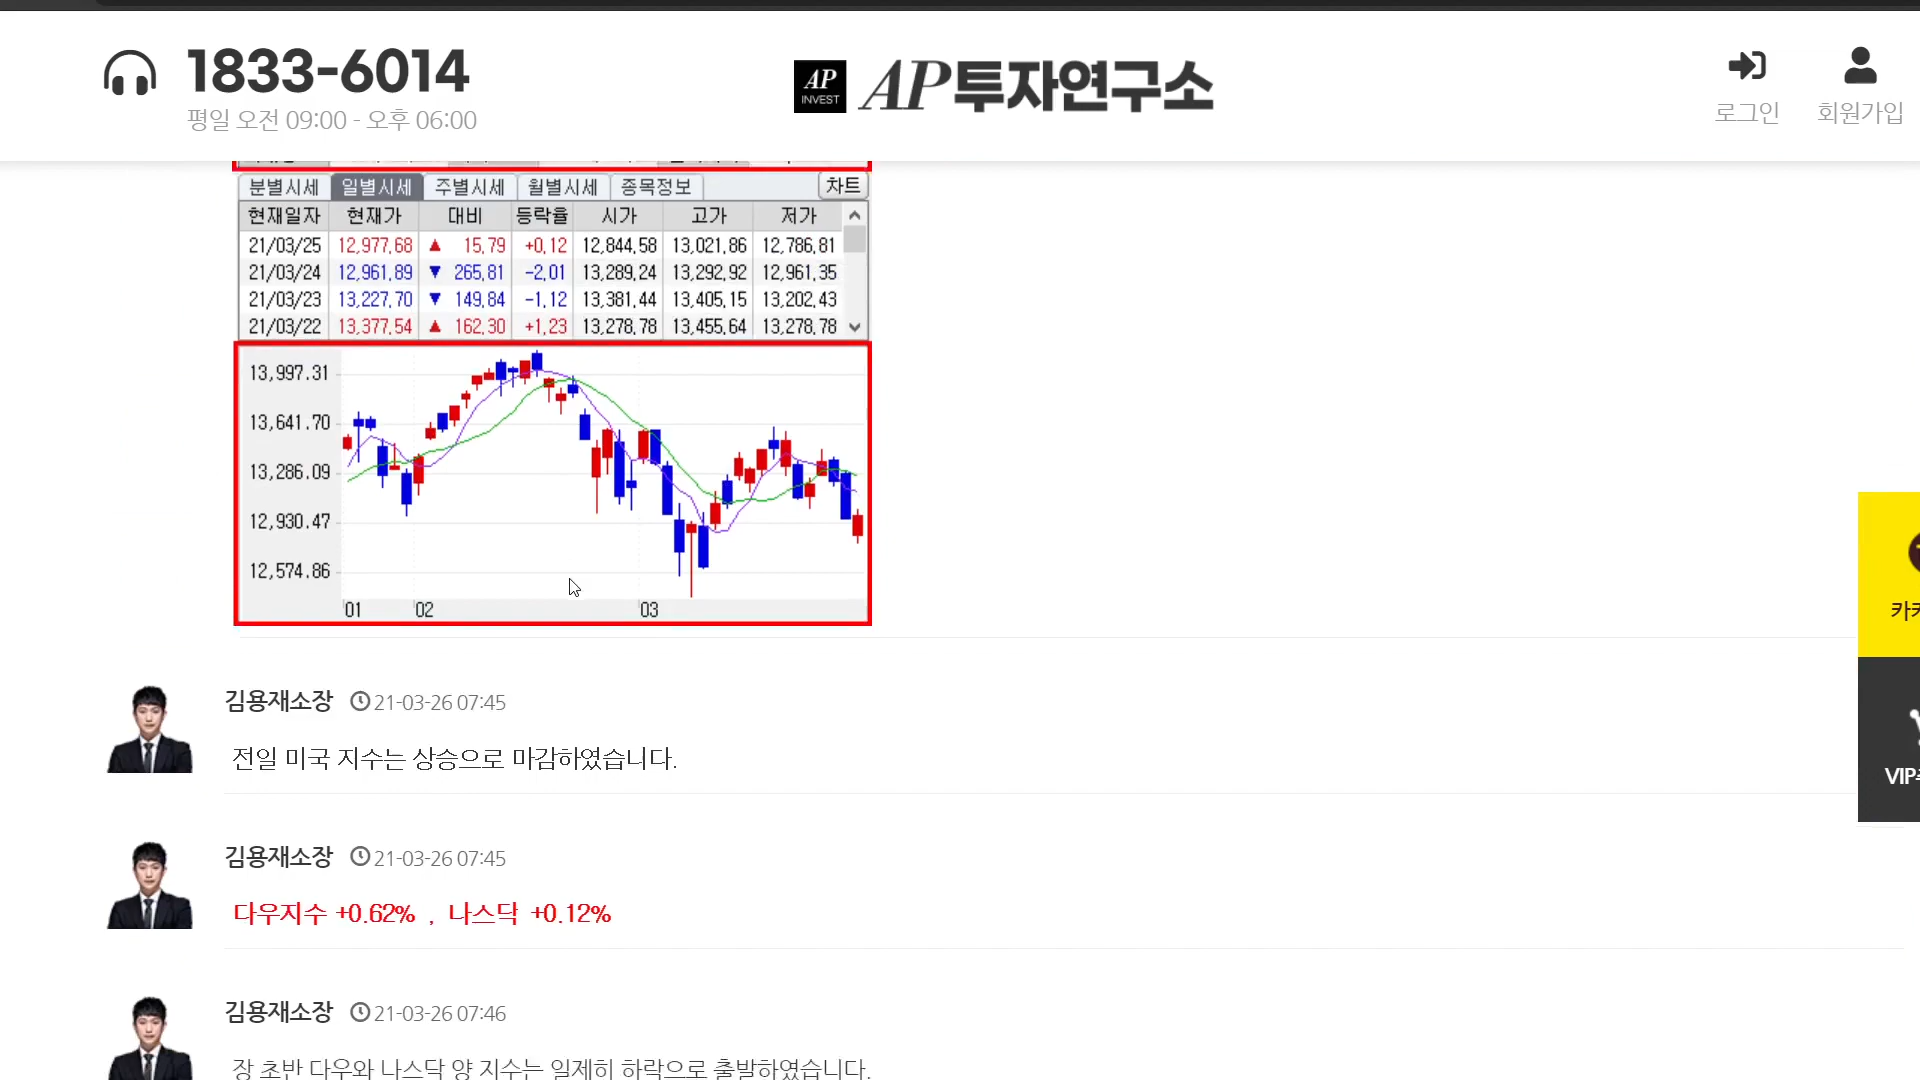 1833-6014
평일 오전 09:00 - 오후 06:00
AP
INVEST
AP투자연구소
로그인
회원가입
분별시세 일별시세 주별시세 월별시세 종목정보 차트
현재일자 현재가 대비 등락율 시가 고가 저가
21/03/25 12,977.68 ▲ 15.79 +0.12 12,844.58 13,021.86 12,786.81
21/03/24 12,961.89 ▼ 265.81 -2.01 13,289.24 13,292.92 12,961.35
21/03/23 13,227.70 ▼ 149.84 -1.12 13,381.44 13,405.15 13,202.43
21/03/22 13,377.54 ▲ 162.30 +1.23 13,278.78 13,455.64 13,278.78
13,997.31
13,641.70
13,286.09
12,930.47
12,574.86
'01 '02 '03
VIP
김용재소장 21-03-26 07:45
전일 미국 지수는 상승으로 마감하였습니다.
김용재소장 21-03-26 07:45
다우지수 +0.62% , 나스닥 +0.12%
김용재소장 21-03-26 07:46
장 초반 다우와 나스닥 양 지수는 일제히 하락으로 출발하였습니다.